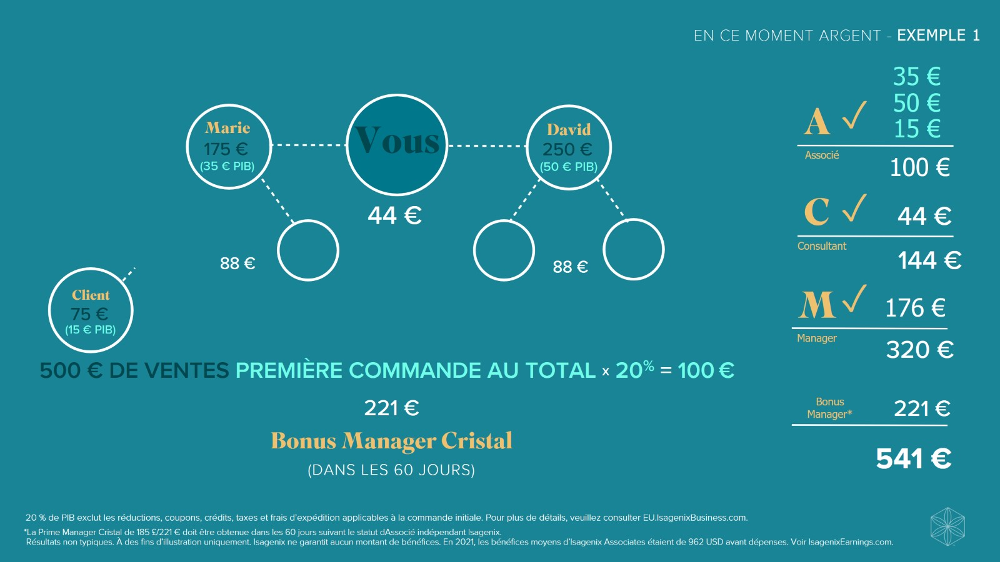 EN CE MOMENT ARGENT - EXEMPLE 1
Marie
175 €
(35 € PIB)
Vous
44 €
David
250 €
(50 € PIB)
88 €
88 €
Client
75 €
(15 € PIB)
500 € DE VENTES PREMIÈRE COMMANDE AU TOTAL x 20% = 100 €
221 €
Bonus Manager Cristal
(DANS LES 60 JOURS)
35 €
50 €
A ✓ 15 €
Associé
100 €
C ✓ 44 €
Consultant
144 €
M ✓ 176 €
Manager
320 €
Bonus
Manager*
221 €
541 €
20 % de PIB exclut les réductions, coupons, crédits, taxes et frais d'expédition applicables à la commande initiale. Pour plus de détails, veuillez consulter EU.IsagenixBusiness.com.
*La Prime Manager Cristal de 185 £/221 € doit être obtenue dans les 60 jours suivant le statut dAssocié indépendant Isagenix.
Résultats non typiques. À des fins d'illustration uniquement. Isagenix ne garantit aucun montant de bénéfices. En 2021, les bénéfices moyens d'Isagenix Associates étaient de 962 USD avant dépenses. Voir IsagenixEarnings.com.